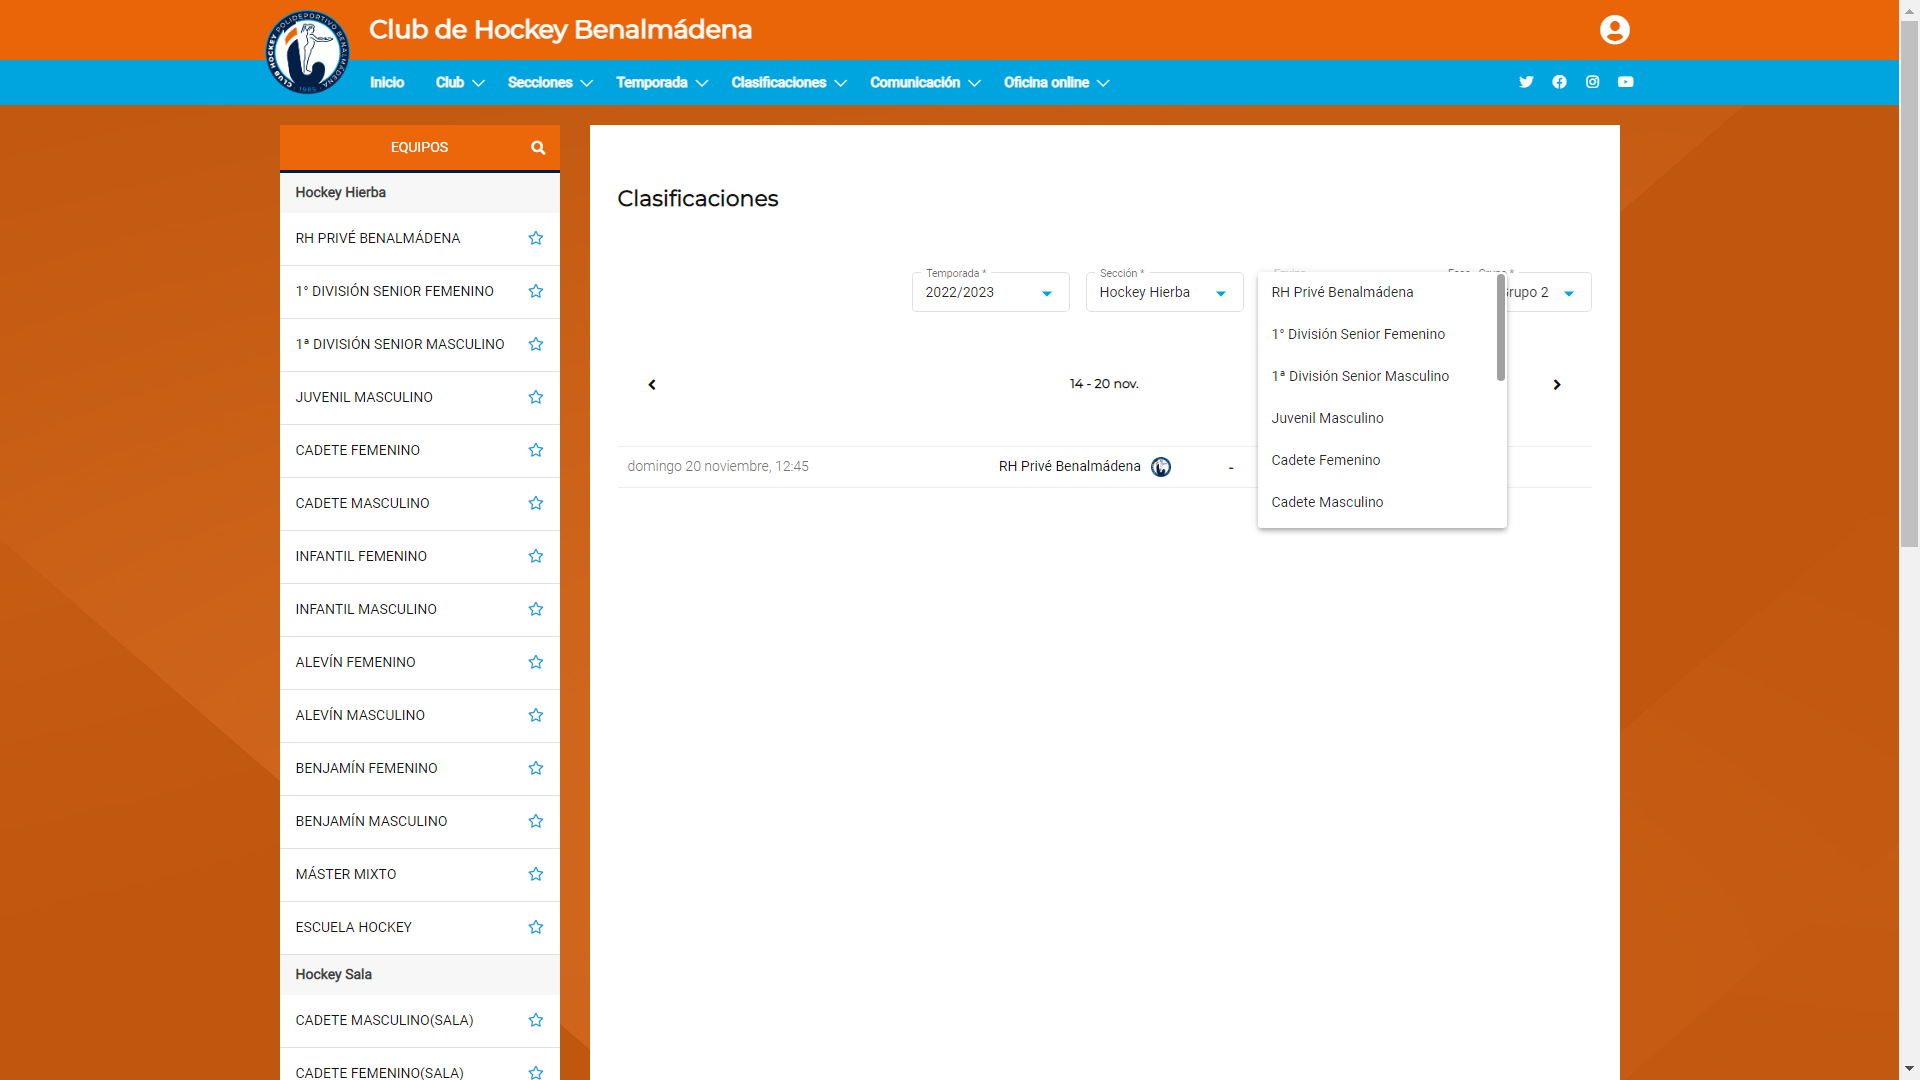 Club de Hockey Benalmádena
CLUB HOCKEY POLIDEPORTIVO BENALMÁDENA
· 1985 ·
Inicio
Club
Secciones
Temporada
Clasificaciones
Comunicación
Oficina online
EQUIPOS
Hockey Hierba
RH PRIVÉ BENALMÁDENA
1° DIVISIÓN SENIOR FEMENINO
1ª DIVISIÓN SENIOR MASCULINO
JUVENIL MASCULINO
CADETE FEMENINO
CADETE MASCULINO
INFANTIL FEMENINO
INFANTIL MASCULINO
ALEVÍN FEMENINO
ALEVÍN MASCULINO
BENJAMÍN FEMENINO
BENJAMÍN MASCULINO
MÁSTER MIXTO
ESCUELA HOCKEY
Hockey Sala
CADETE MASCULINO(SALA)
CADETE FEMENINO(SALA)
Clasificaciones
Temporada *
2022/2023
Sección *
Hockey Hierba
Grupo 2
RH Privé Benalmádena
1° División Senior Femenino
1ª División Senior Masculino
Juvenil Masculino
Cadete Femenino
Cadete Masculino
14 - 20 nov.
domingo 20 noviembre, 12:45
RH Privé Benalmádena
-